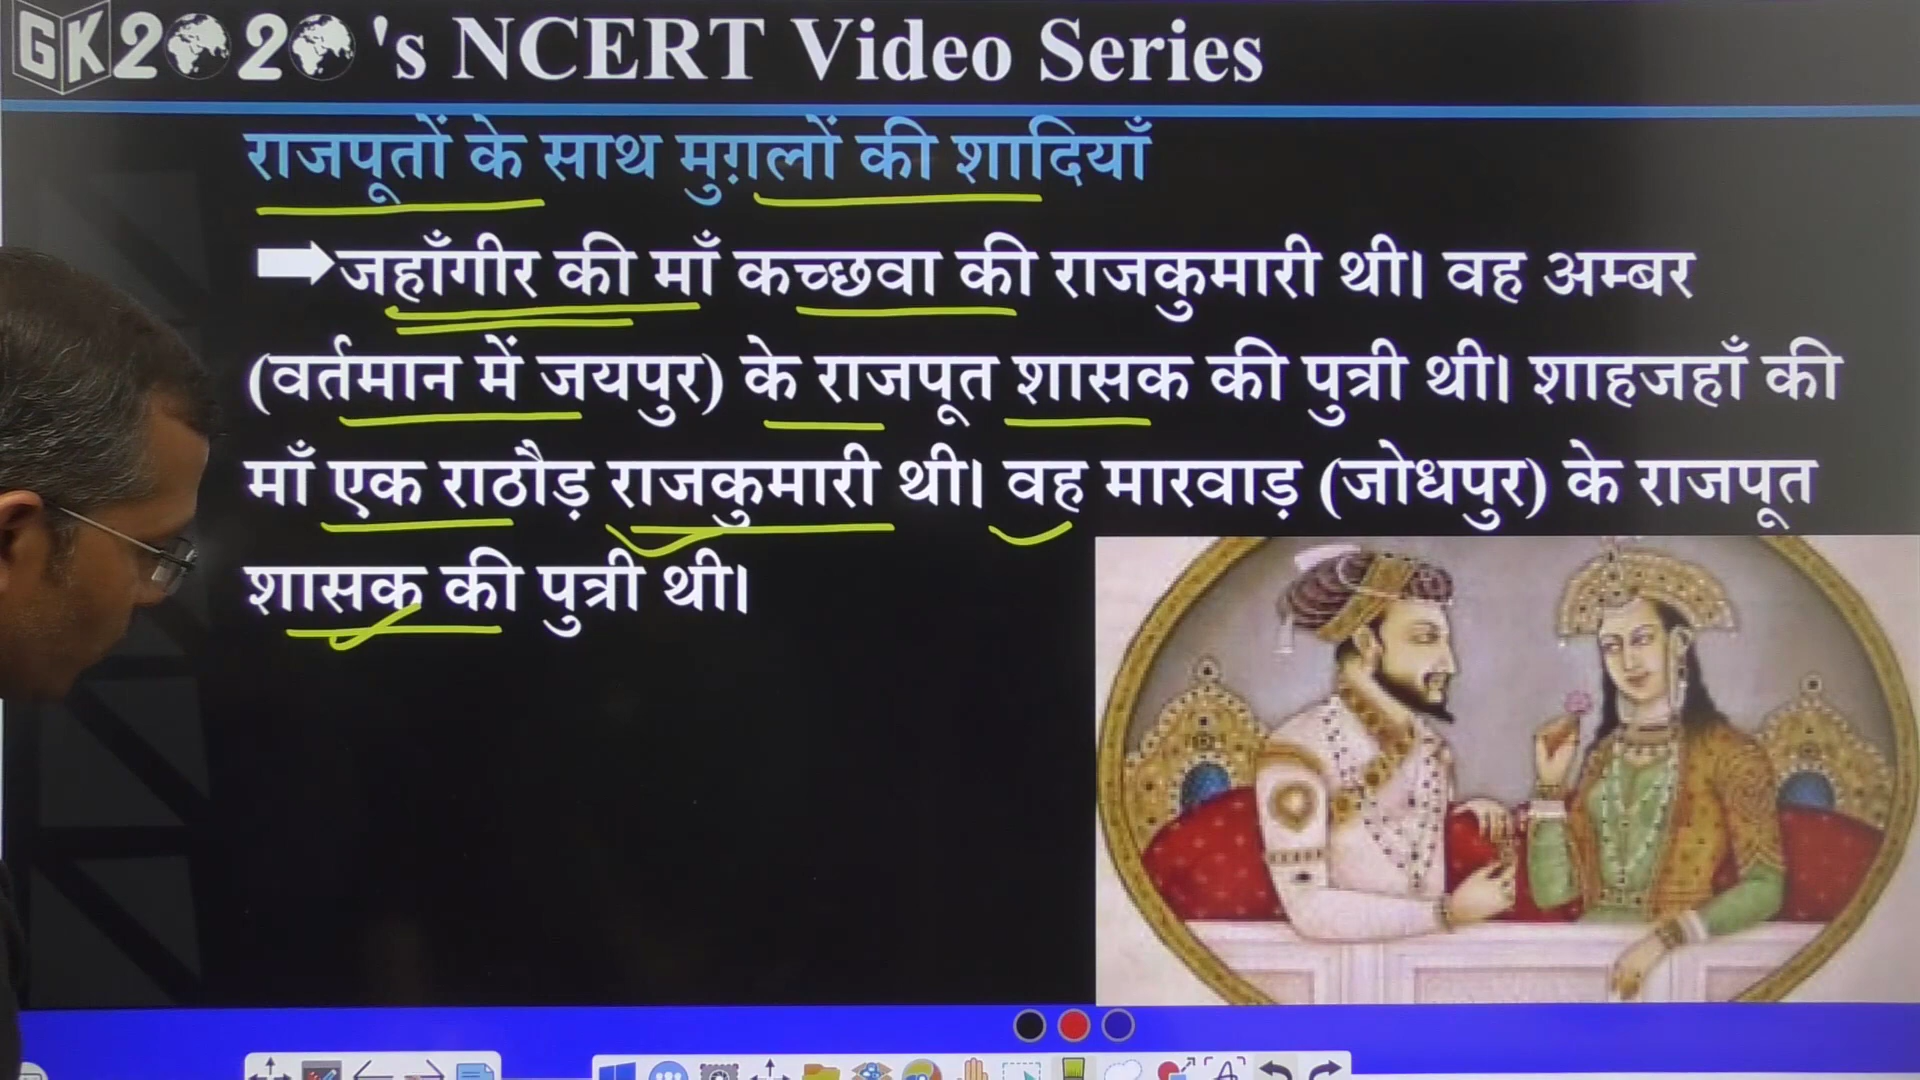 GK2020's NCERT Video Series
राजपूतों के साथ मुग़लों की शादियाँ
जहाँगीर की माँ कच्छवा की राजकुमारी थी। वह अम्बर
(वर्तमान में जयपुर) के राजपूत शासक की पुत्री थी। शाहजहाँ की
माँ एक राठौड़ राजकुमारी थी। वह मारवाड़ (जोधपुर) के राजपूत
शासक की पुत्री थी।